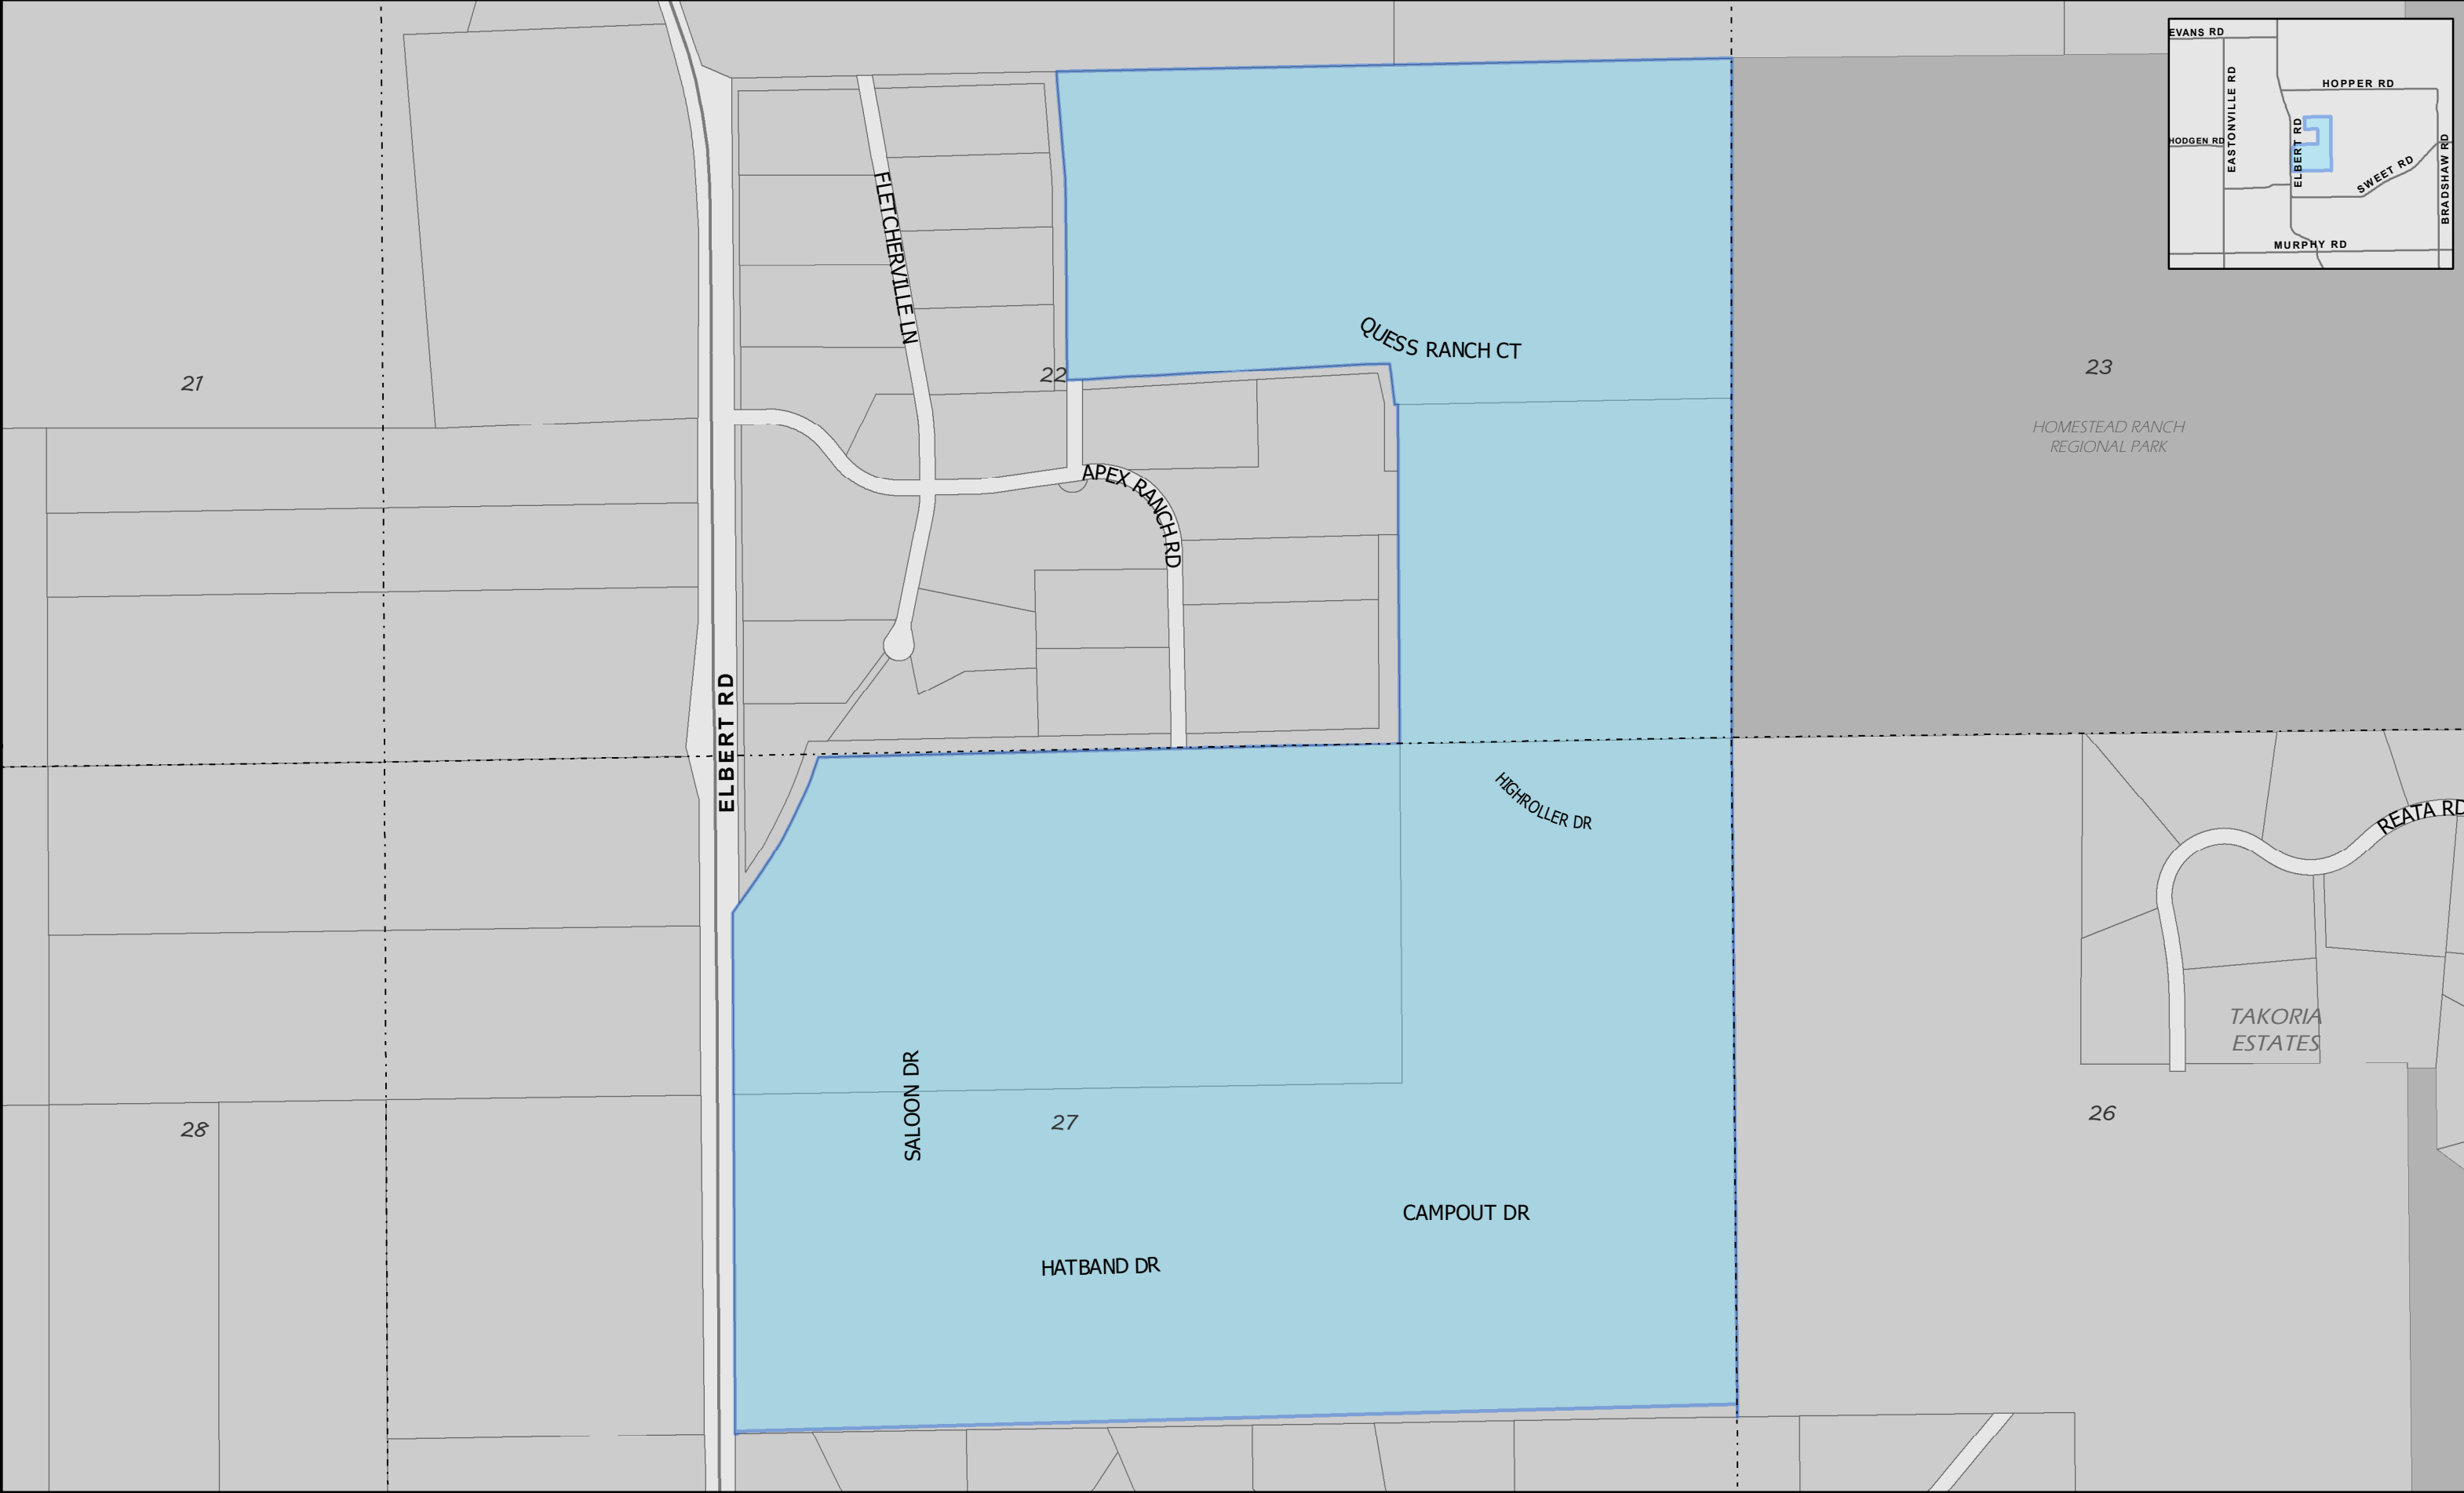 EVANS RD
HOPPER RD
EASTONVILLE RD
HODGEN RD
ELBERT RD
SWEET RD
BRADSHAW RD
MURPHY RD
FLETCHERVILLE LN
QUESS RANCH CT
21
22
23
HOMESTEAD RANCH
REGIONAL PARK
APEX RANCH RD
ELBERT RD
HIGHROLLER DR
REATA RD
TAKORIA
ESTATES
SALOON DR
28
27
26
CAMPOUT DR
HATBAND DR